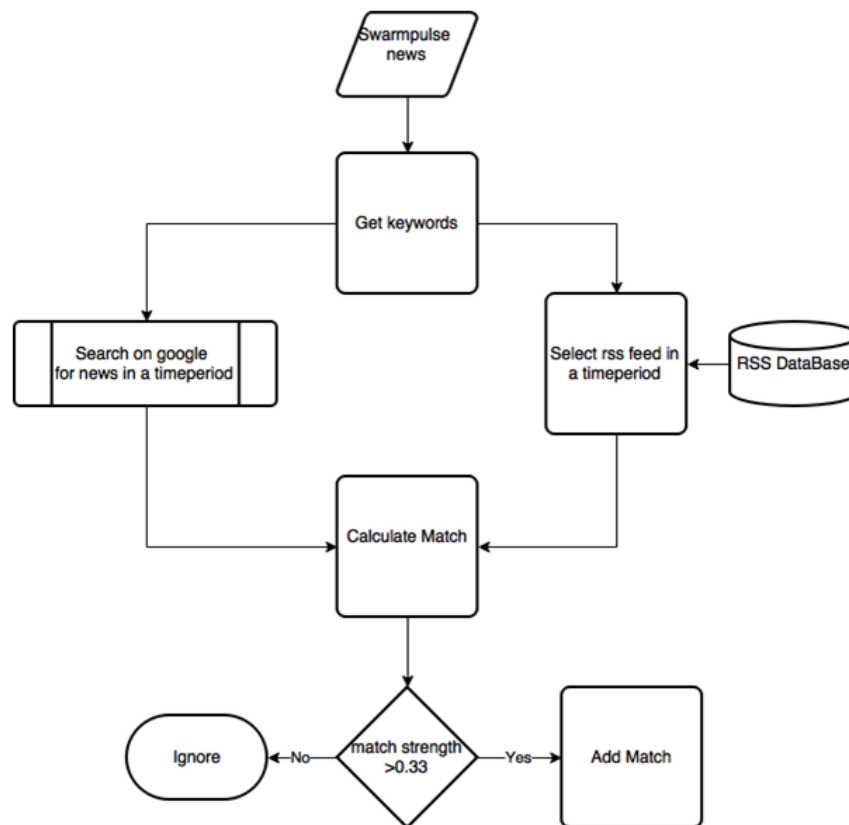 Swarmpulse
news
Get keywords
Search on google
for news in a timeperiod
Select rss feed in
a timeperiod
RSS DataBase
Calculate Match
match strength
>0.33
No
Yes
Ignore
Add Match